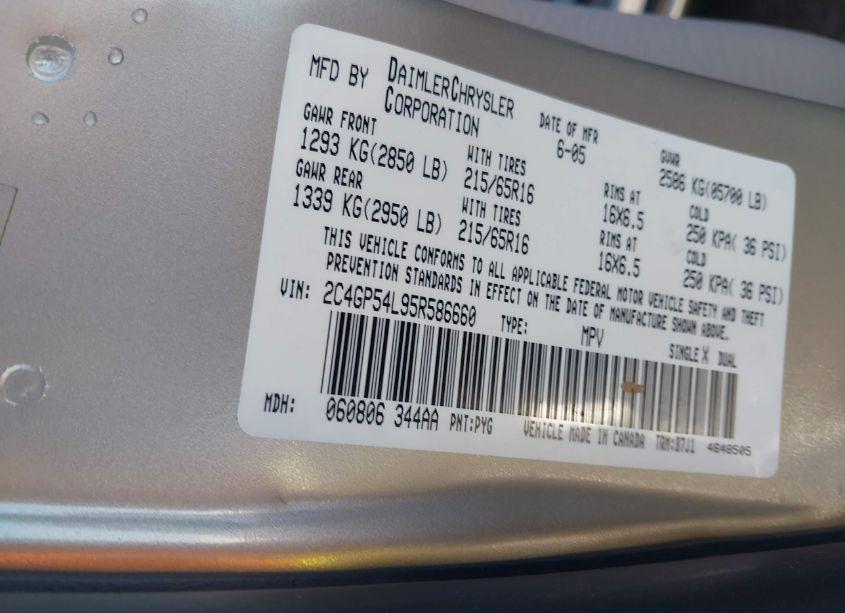 MFD BY DAIMLERCHRYSLER CORPORATION
DATE OF MFR 6-05
GVWR 2586 KG(05700 LB)
GAWR FRONT
1293 KG(2850 LB) WITH TIRES 215/65R16 RIMS AT 16X6.5 COLD 250 KPA( 36 PSI)
GAWR REAR
1339 KG(2950 LB) WITH TIRES 215/65R16 RIMS AT 16X6.5 COLD 250 KPA( 36 PSI)
THIS VEHICLE CONFORMS TO ALL APPLICABLE FEDERAL MOTOR VEHICLE SAFETY AND THEFT
PREVENTION STANDARDS IN EFFECT ON THE DATE OF MANUFACTURE SHOWN ABOVE.
VIN: 2C4GP54L95R586660 TYPE: MPV SINGLE X DUAL
MDH: 060806 344AA PNT:PYG VEHICLE MADE IN CANADA TRM:B7J1 4648505